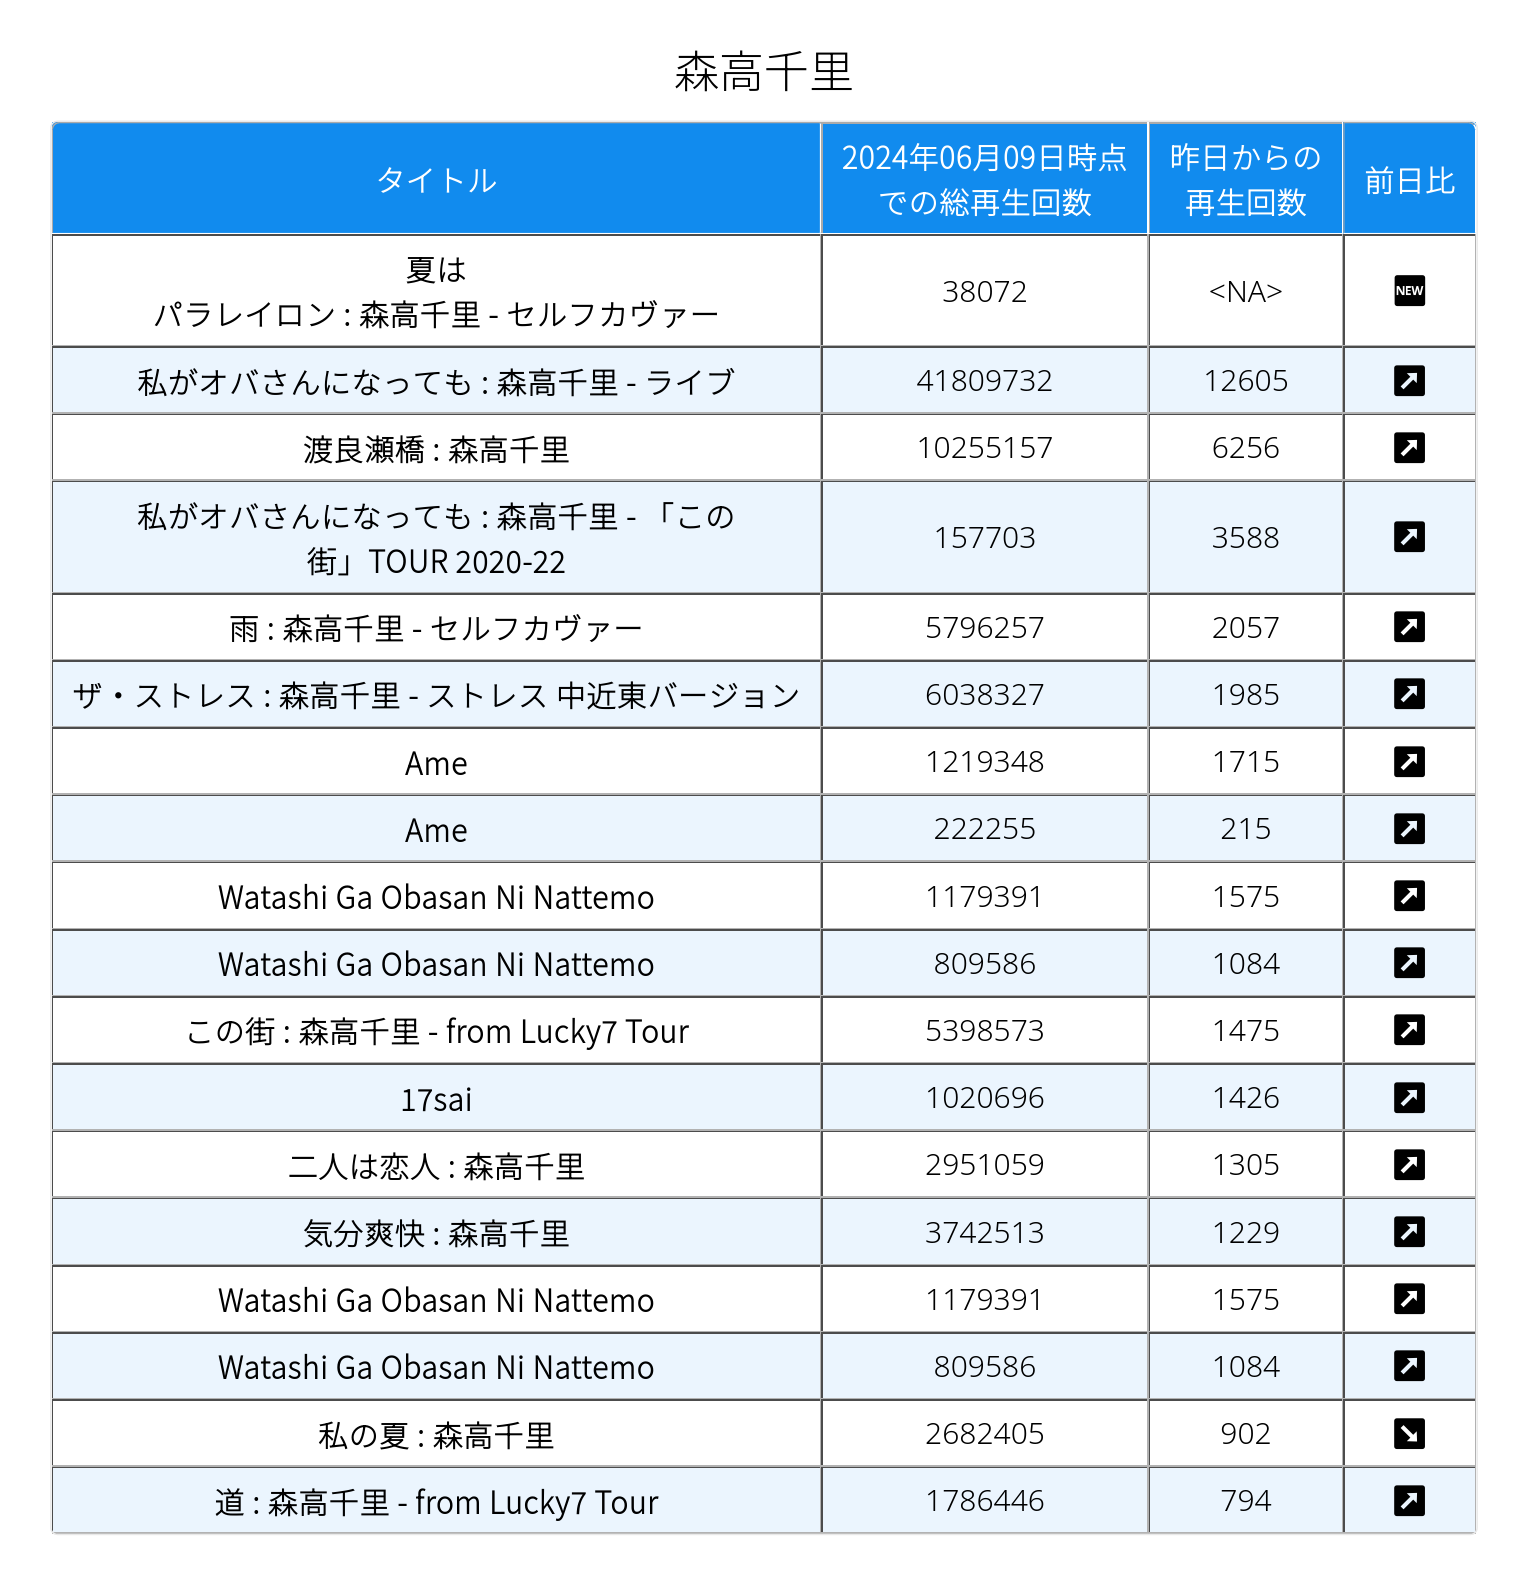 森高千里
タイトル
2024年06月09日時点
での総再生回数
昨日からの
再生回数
前日比
夏は
パラレイロン : 森高千里 - セルフカヴァー
38072
<NA>
NEW
私がオバさんになっても : 森高千里 - ライブ
41809732
12605
渡良瀬橋 : 森高千里
10255157
6256
私がオバさんになっても : 森高千里 - 「この
街」TOUR 2020-22
157703
3588
雨 : 森高千里 - セルフカヴァー
5796257
2057
ザ・ストレス : 森高千里 - ストレス 中近東バージョン
6038327
1985
Ame
1219348
1715
Ame
222255
215
Watashi Ga Obasan Ni Nattemo
1179391
1575
Watashi Ga Obasan Ni Nattemo
809586
1084
この街 : 森高千里 - from Lucky7 Tour
5398573
1475
17sai
1020696
1426
二人は恋人 : 森高千里
2951059
1305
気分爽快 : 森高千里
3742513
1229
Watashi Ga Obasan Ni Nattemo
1179391
1575
Watashi Ga Obasan Ni Nattemo
809586
1084
私の夏 : 森高千里
2682405
902
道 : 森高千里 - from Lucky7 Tour
1786446
794